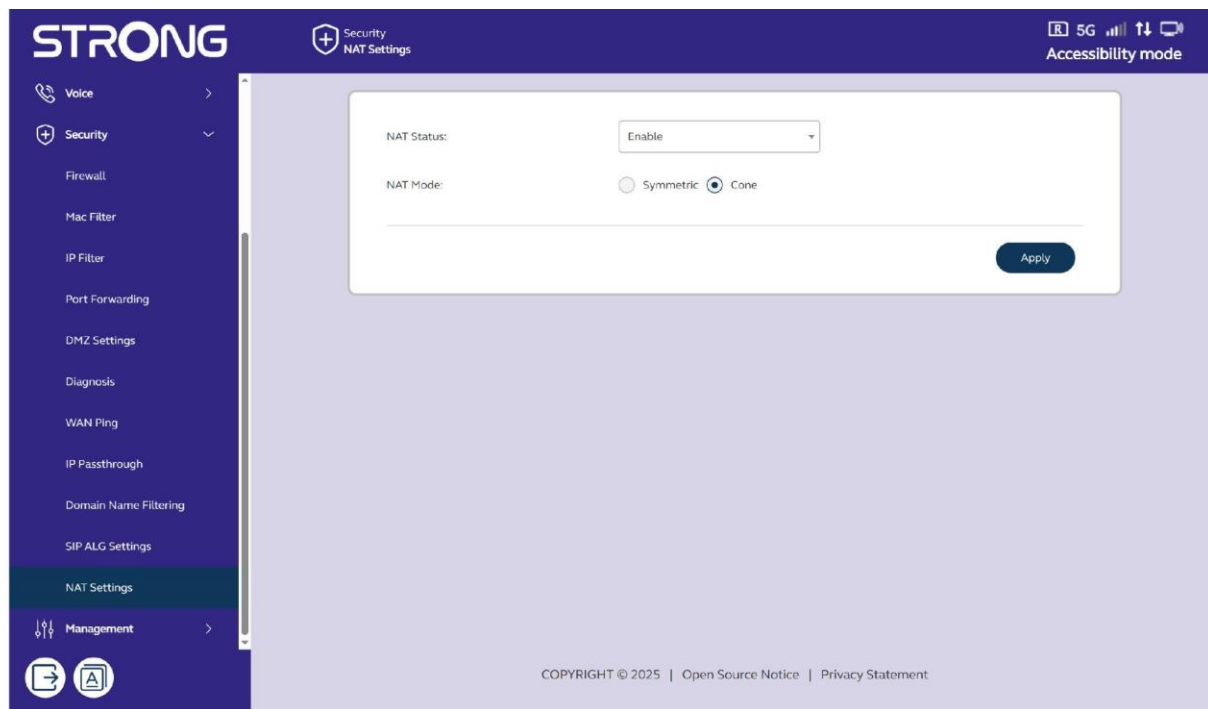 STRONG
Security
NAT Settings
R 5G
Accessibility mode
Voice
Security
Firewall
Mac Filter
IP Filter
Port Forwarding
DMZ Settings
Diagnosis
WAN Ping
IP Passthrough
Domain Name Filtering
SIP ALG Settings
NAT Settings
Management
A
NAT Status: Enable
NAT Mode: Symmetric Cone
Apply
COPYRIGHT © 2025 | Open Source Notice | Privacy Statement